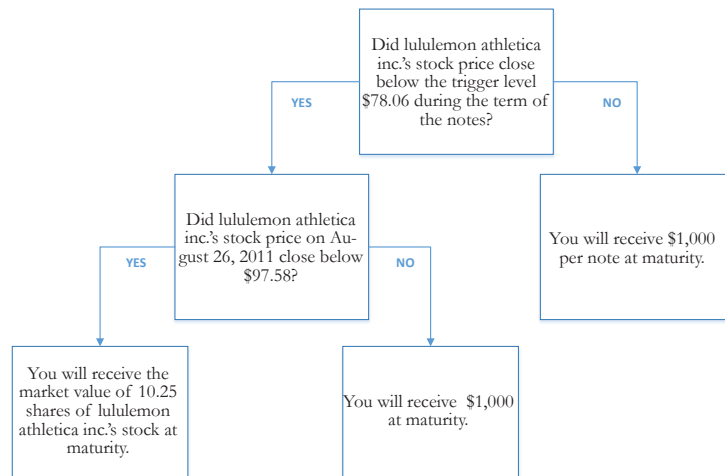 Did lululemon athletica
inc.'s stock price close
below the trigger level
$78.06 during the term of
the notes?
YES
NO
Did lululemon athletica
inc.'s stock price on Au-
gust 26, 2011 close below
$97.58?
You will receive $1,000
per note at maturity.
YES
NO
You will receive the
market value of 10.25
shares of lululemon
athletica inc.'s stock at
maturity.
You will receive $1,000
at maturity.